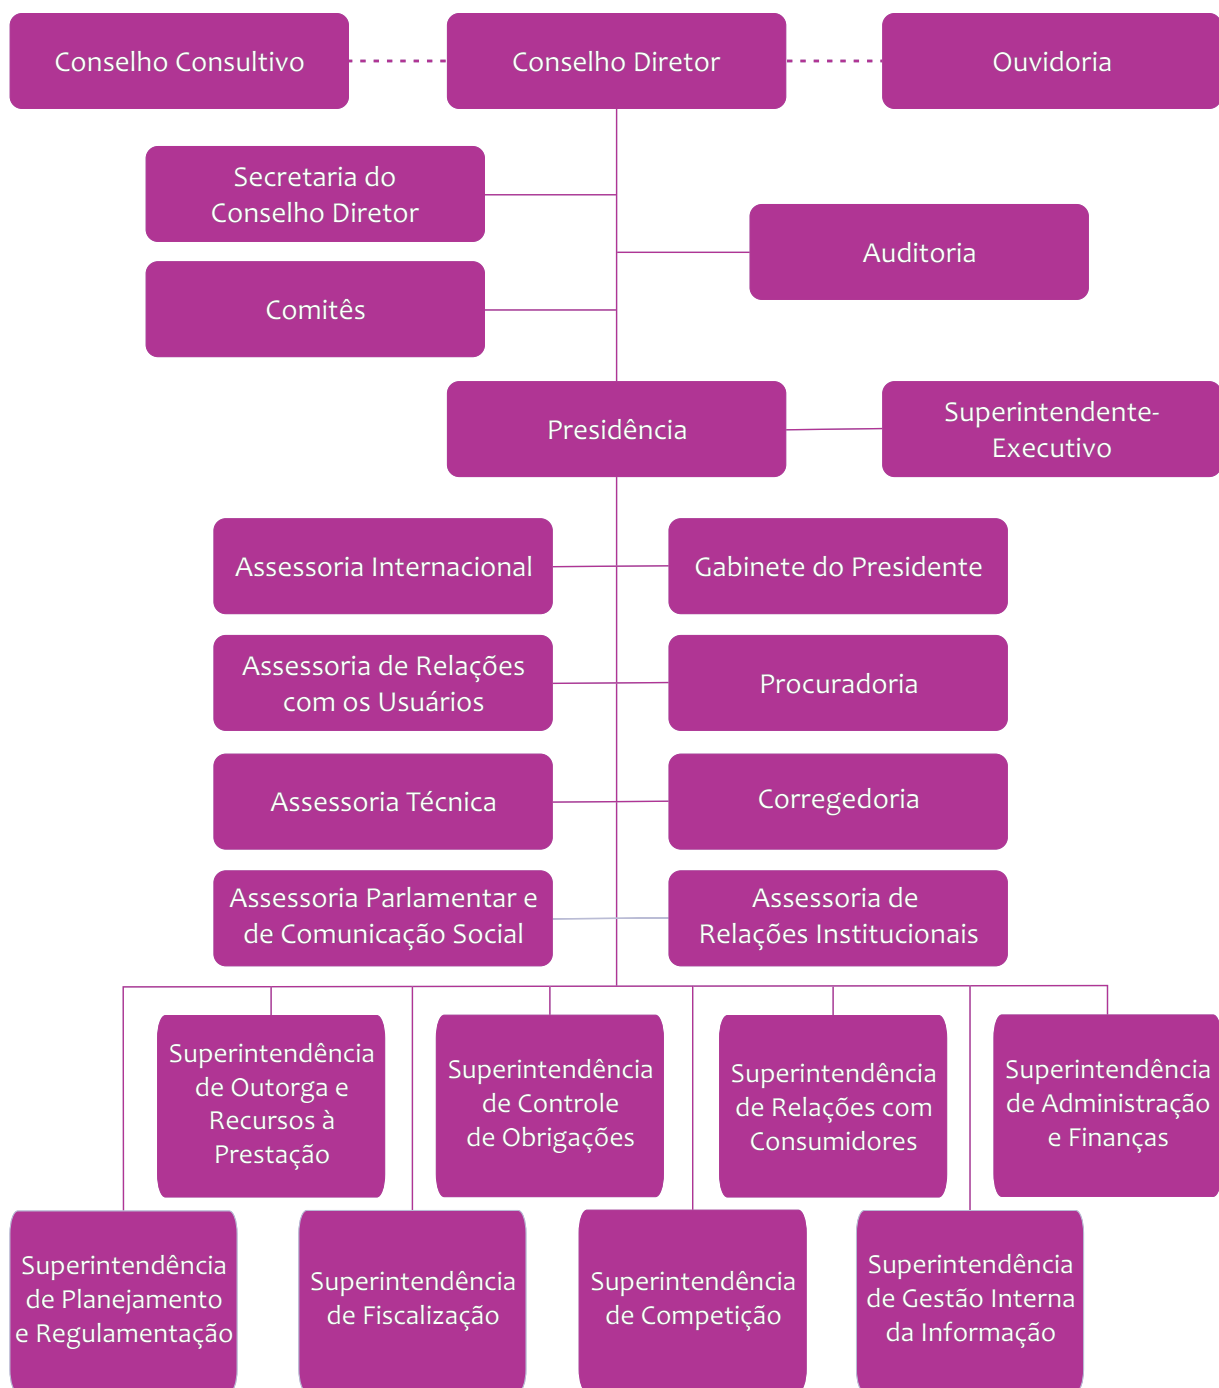 Conselho Consultivo
Conselho Diretor
Ouvidoria
Secretaria do
Conselho Diretor
Auditoria
Comitês
Presidência
Superintendente-
Executivo
Assessoria Internacional
Gabinete do Presidente
Assessoria de Relações
com os Usuários
Procuradoria
Assessoria Técnica
Corregedoria
Assessoria Parlamentar e
de Comunicação Social
Assessoria de
Relações Institucionais
Superintendência
de Outorga e
Recursos à
Prestação
Superintendência
de Controle
de Obrigações
Superintendência
de Relações com
Consumidores
Superintendência
de Administração
e Finanças
Superintendência
de Planejamento
e Regulamentação
Superintendência
de Fiscalização
Superintendência
de Competição
Superintendência
de Gestão Interna
da Informação